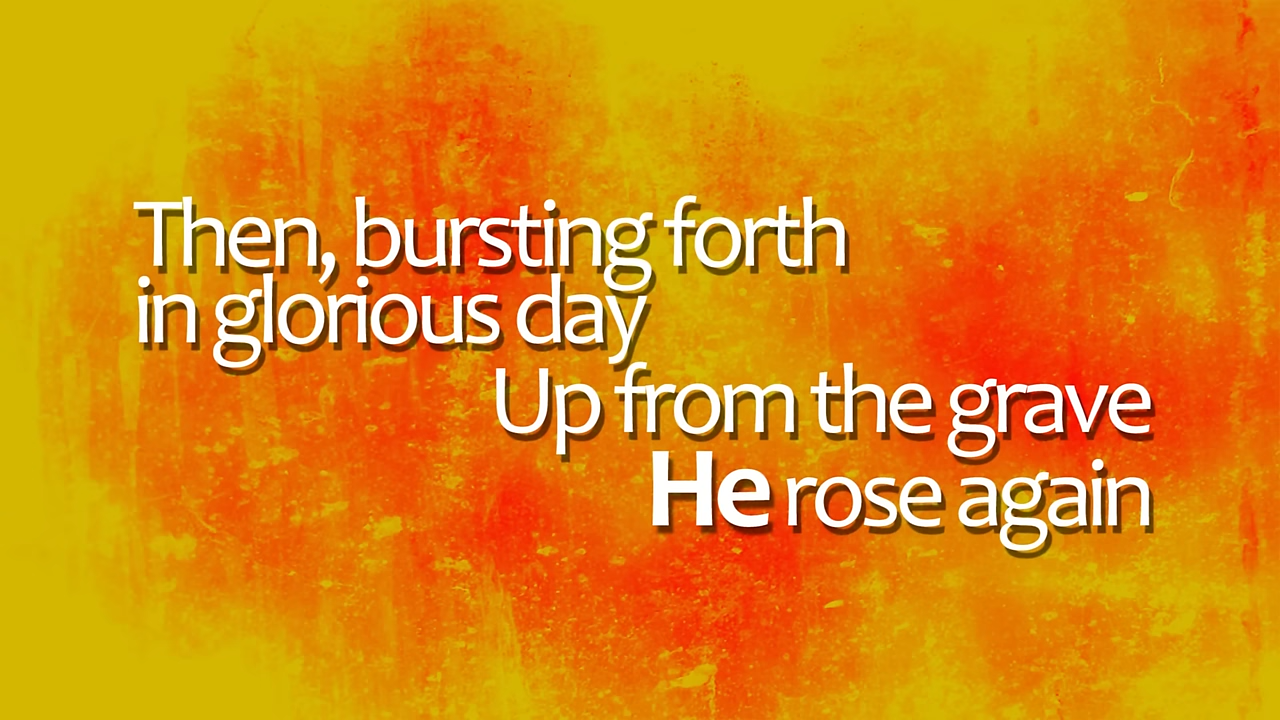 Then, bursting forth
in glorious day
Up from the grave
He rose again